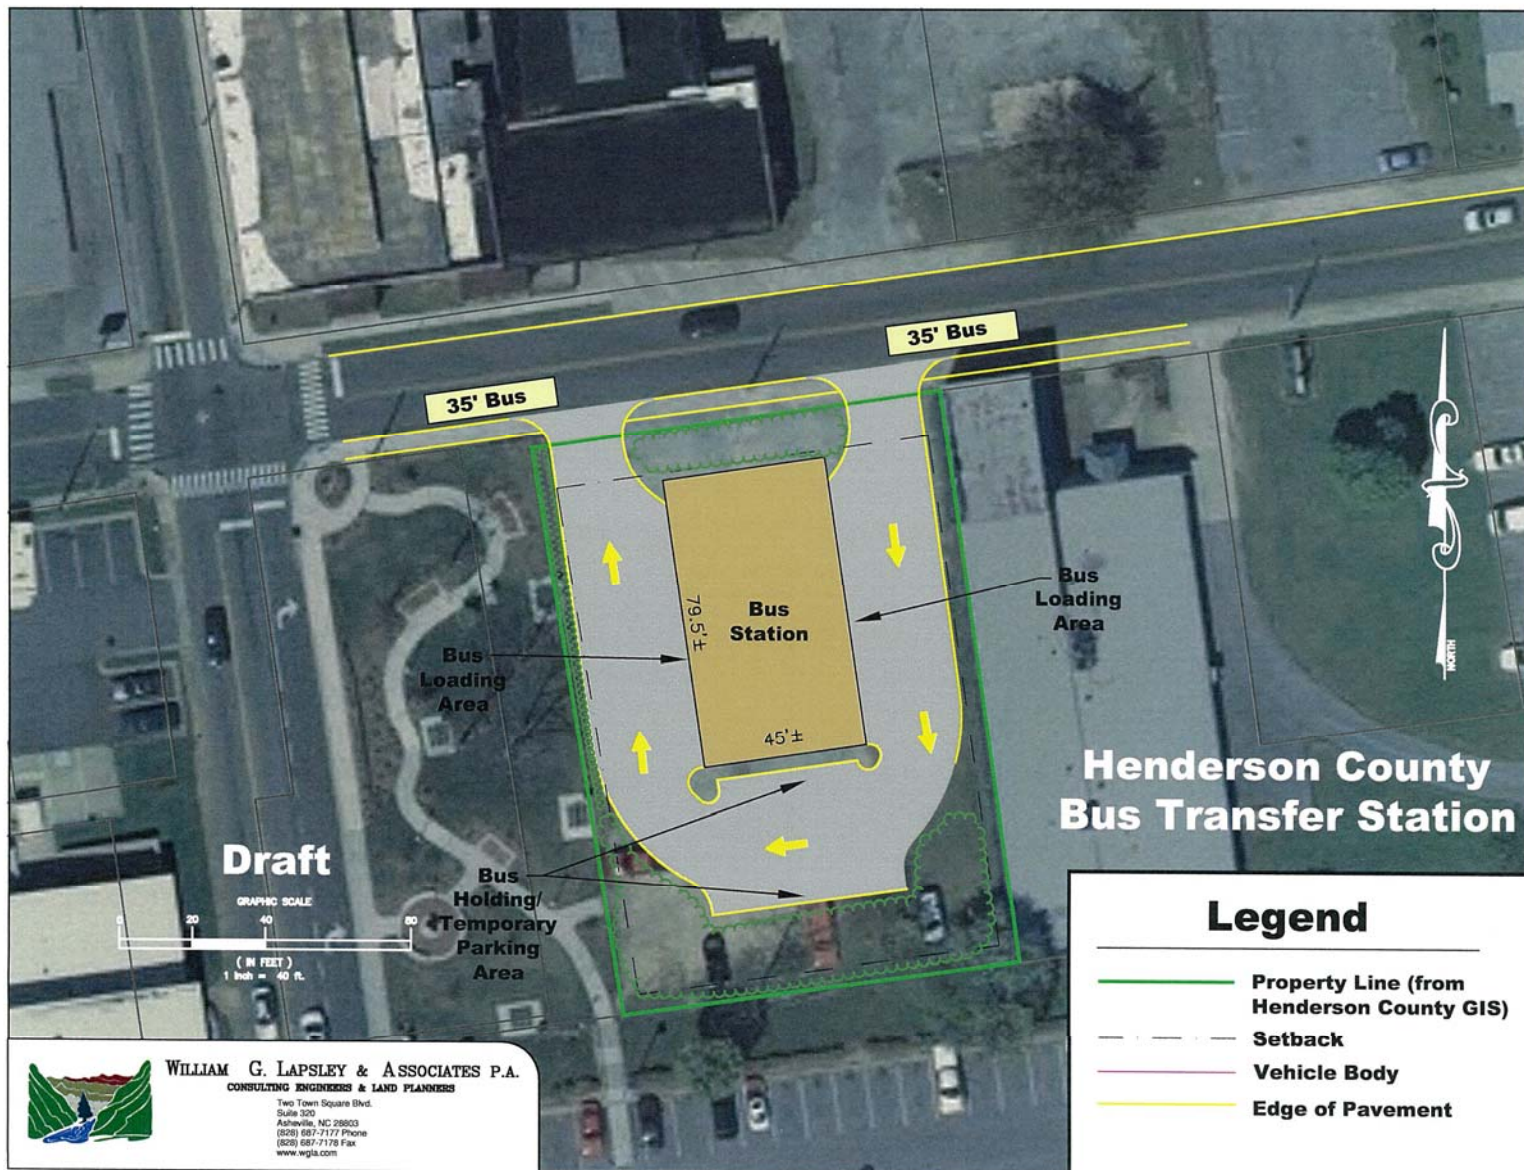 35' Bus
35' Bus
Bus
Loading
Area
Bus
Station
79.5'±
45'±
Bus
Loading
Area
NORTH
Henderson County
Bus Transfer Station
Draft
GRAPHIC SCALE
0 20 40 80
( IN FEET )
1 inch = 40 ft.
Bus
Holding/
Temporary
Parking
Area
Legend
Property Line (from
Henderson County GIS)
Setback
Vehicle Body
Edge of Pavement
WILLIAM G. LAPSLEY & ASSOCIATES P.A.
CONSULTING ENGINEERS & LAND PLANNERS
Two Town Square Blvd.
Suite 320
Asheville, NC 28803
(828) 687-7177 Phone
(828) 687-7178 Fax
www.wgla.com